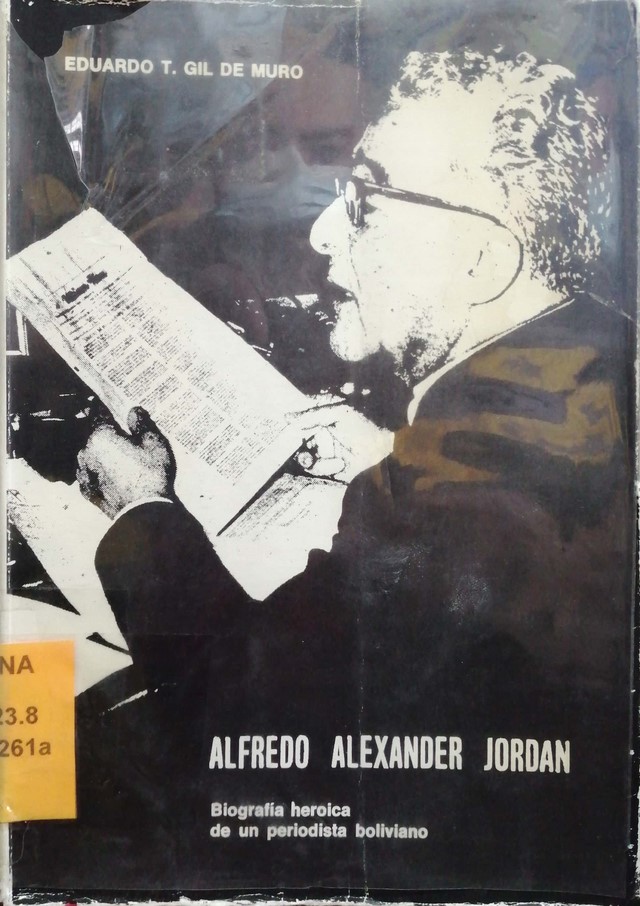 EDUARDO T. GIL DE MURO
NA
23.8
261a
ALFREDO ALEXANDER JORDAN
Biografía heroica
de un periodista boliviano